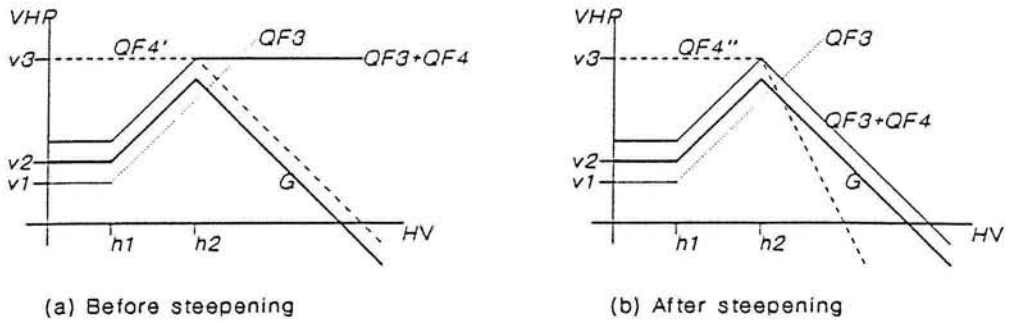 VHP
QF4'
QF3
v3
QF3+QF4
v2
v1
G
h1
h2
HV
(a) Before steepening
VHP
QF4''
QF3
v3
QF3+QF4
v2
v1
G
h1
h2
HV
(b) After steepening